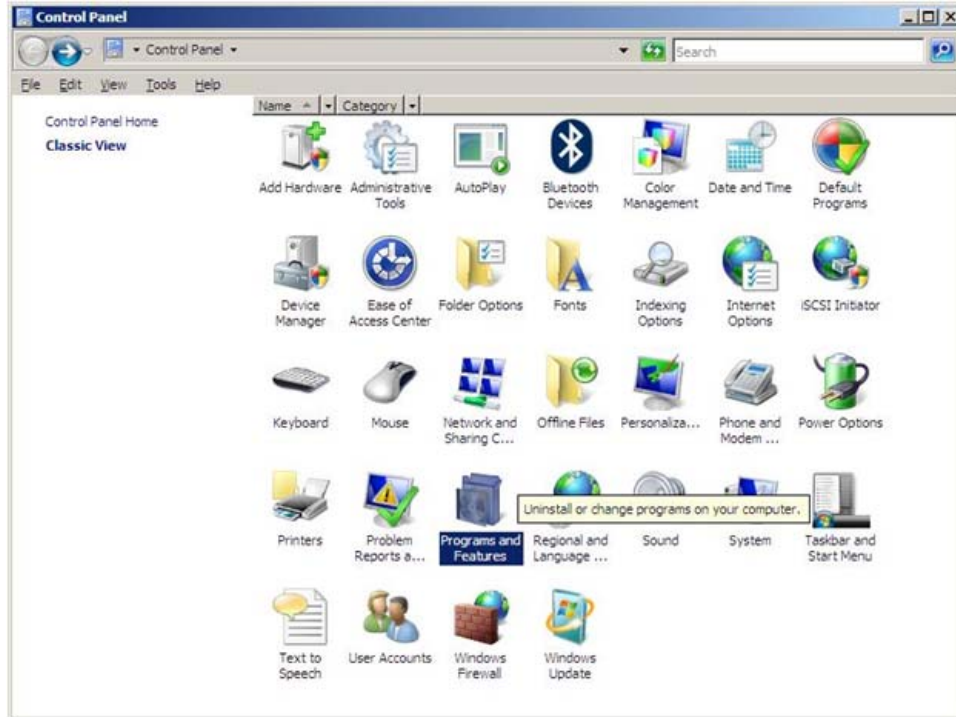 Control Panel
Control Panel
Search
File Edit View Tools Help
Name Category
Control Panel Home
Classic View
Add Hardware
Administrative
Tools
AutoPlay
Bluetooth
Devices
Color
Management
Date and Time
Default
Programs
Device
Manager
Ease of
Access Center
Folder Options
Fonts
Indexing
Options
Internet
Options
iSCSI Initiator
Keyboard
Mouse
Network and
Sharing C...
Offline Files
Personaliza...
Phone and
Modem ...
Power Options
Printers
Problem
Reports a...
Programs and
Features
Uninstall or change programs on your computer.
Regional and
Language ...
Sound
System
Taskbar and
Start Menu
Text to
Speech
User Accounts
Windows
Firewall
Windows
Update